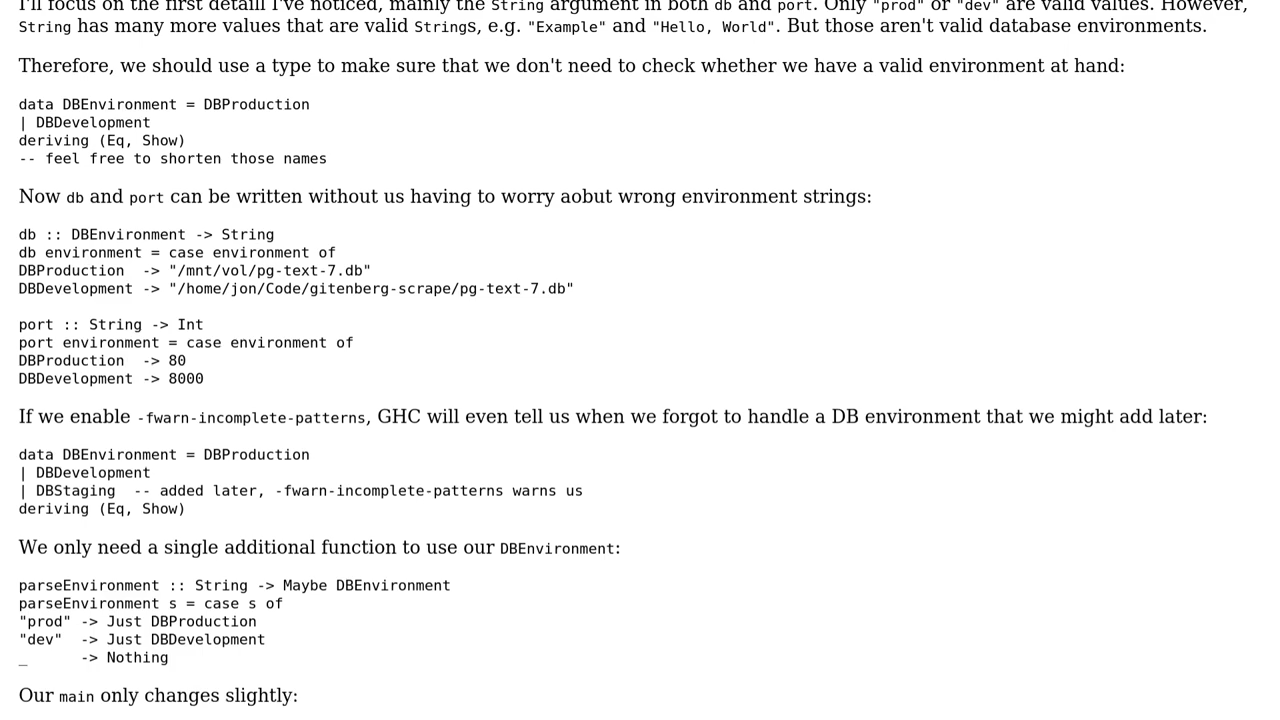 I'll focus on the first detaill I've noticed, mainly the String argument in both db and port. Only "prod" or "dev" are valid values. However,
String has many more values that are valid Strings, e.g. "Example" and "Hello, World". But those aren't valid database environments.
Therefore, we should use a type to make sure that we don't need to check whether we have a valid environment at hand:
data DBEnvironment = DBProduction
| DBDevelopment
deriving (Eq, Show)
-- feel free to shorten those names
Now db and port can be written without us having to worry aobut wrong environment strings:
db :: DBEnvironment -> String
db environment = case environment of
DBProduction  -> "/mnt/vol/pg-text-7.db"
DBDevelopment -> "/home/jon/Code/gitenberg-scrape/pg-text-7.db"
port :: String -> Int
port environment = case environment of
DBProduction  -> 80
DBDevelopment -> 8000
If we enable -fwarn-incomplete-patterns, GHC will even tell us when we forgot to handle a DB environment that we might add later:
data DBEnvironment = DBProduction
| DBDevelopment
| DBStaging  -- added later, -fwarn-incomplete-patterns warns us
deriving (Eq, Show)
We only need a single additional function to use our DBEnvironment:
parseEnvironment :: String -> Maybe DBEnvironment
parseEnvironment s = case s of
"prod" -> Just DBProduction
"dev"  -> Just DBDevelopment
_      -> Nothing
Our main only changes slightly: